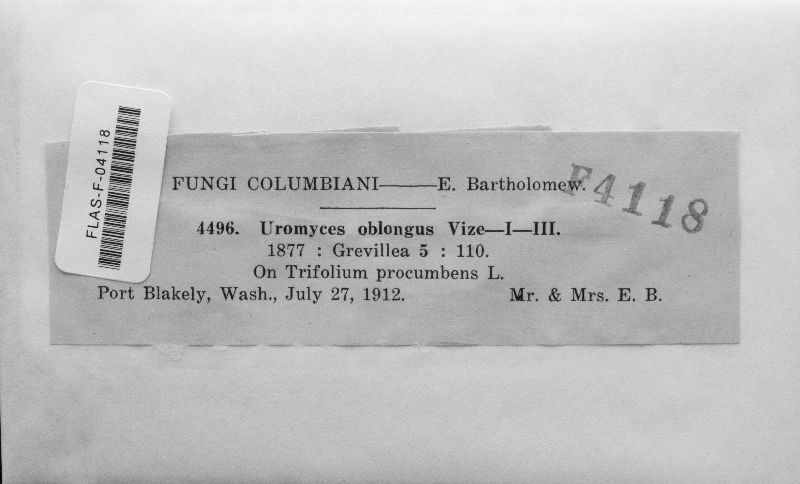 FLAS-F-04118
FUNGI COLUMBIANI——E. Bartholomew.
F4118
4496. Uromyces oblongus Vize—I—III.
1877 : Grevillea 5 : 110.
On Trifolium procumbens L.
Port Blakely, Wash., July 27, 1912. Mr. & Mrs. E. B.